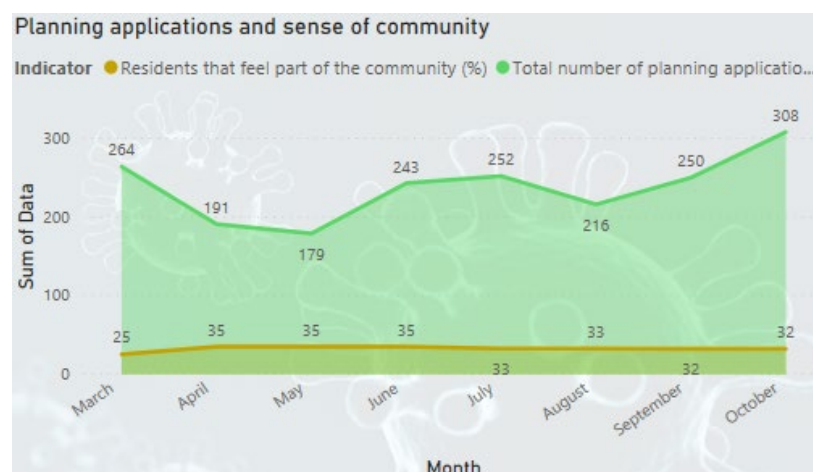 Planning applications and sense of community
Indicator Residents that feel part of the community (%) Total number of planning applicatio...
308
300
264
243
252
250
191
200
216
179
Sum of Data
100
25
35
35
35
33
32
0
33
32
March
April
May
June
July
August
September
October
Month